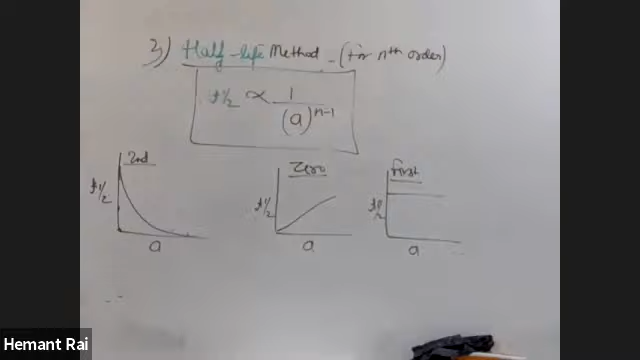 3) Half-life Method - (for nth order)
t1/2 ∝ 1/(a)^n-1
2nd
t1/2
a
Zero
t1/2
a
First
t1/2
a
Hemant Rai